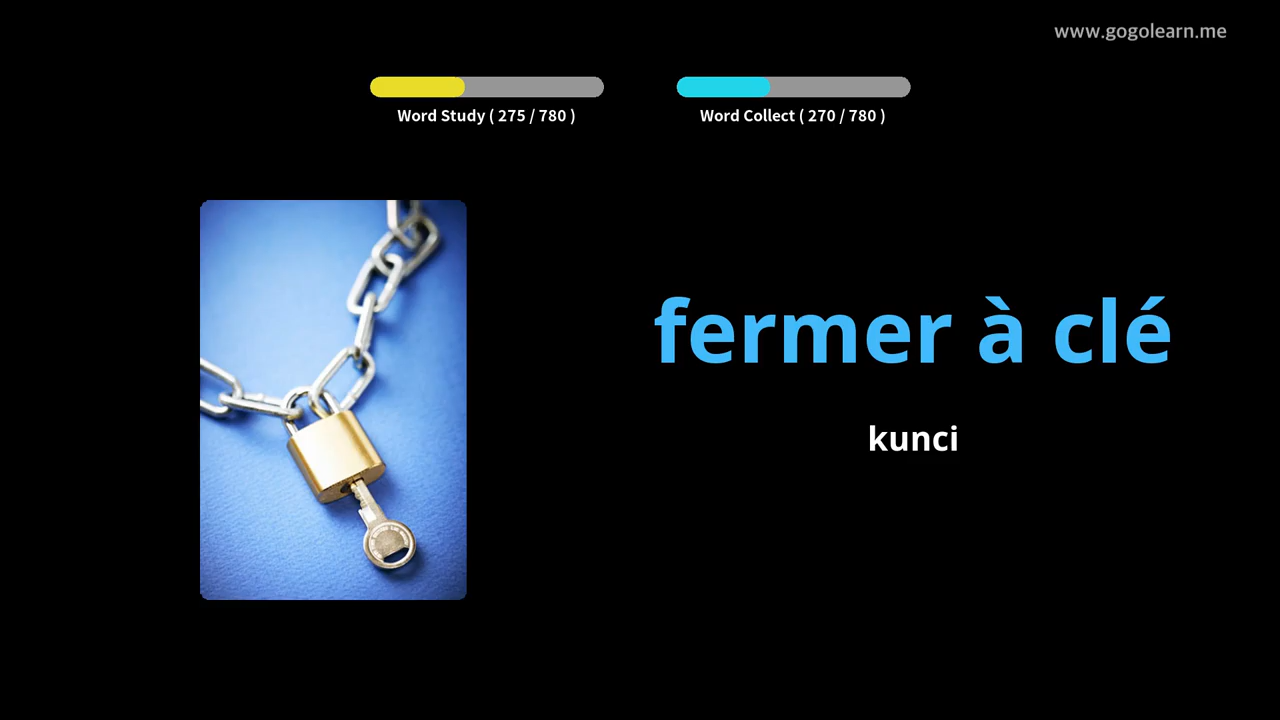 www.gogolearn.me
Word Study ( 275 / 780 )
Word Collect ( 270 / 780 )
fermer à clé
kunci